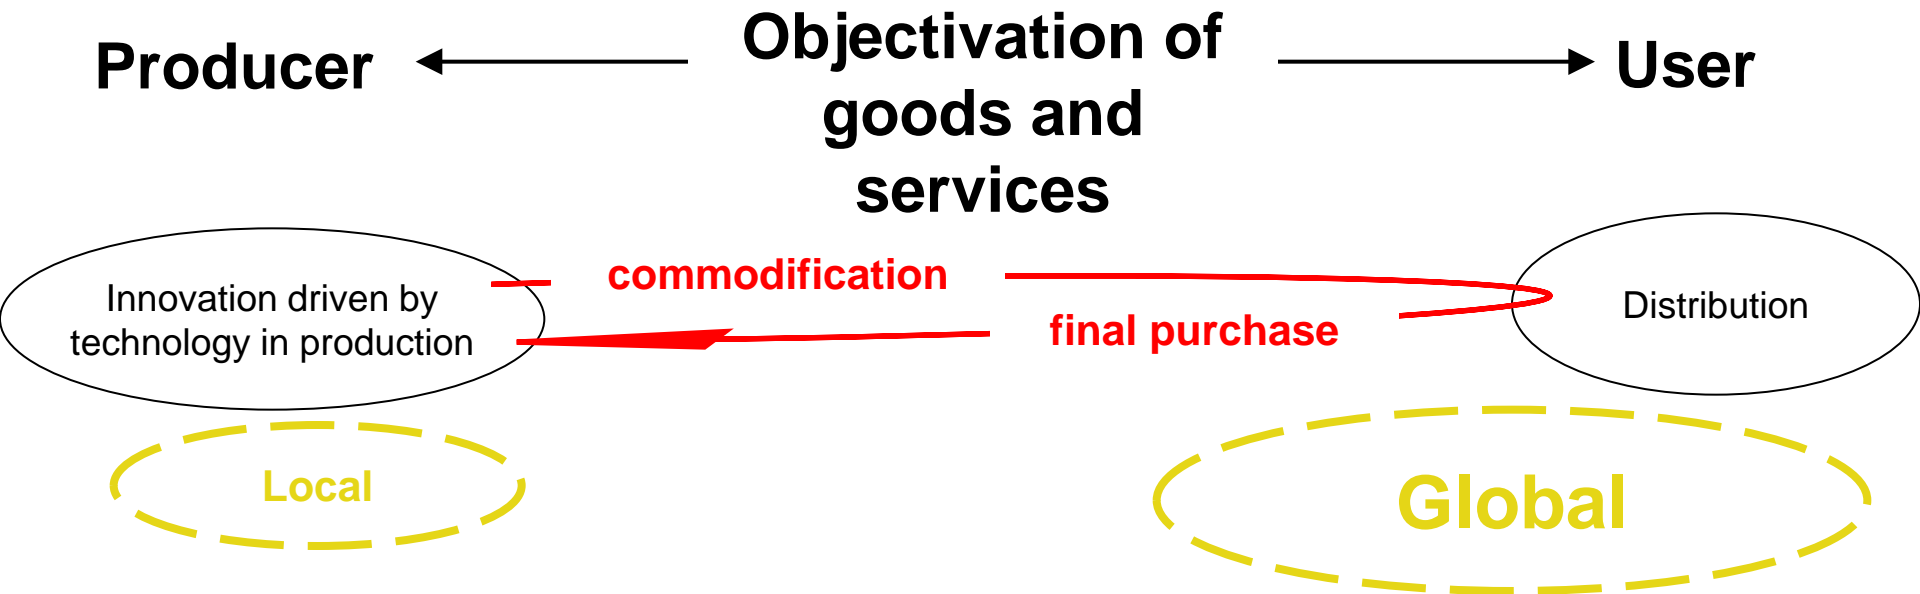 Producer
Objectivation of
goods and
services
User
Innovation driven by
technology in production
commodification
final purchase
Distribution
Local
Global